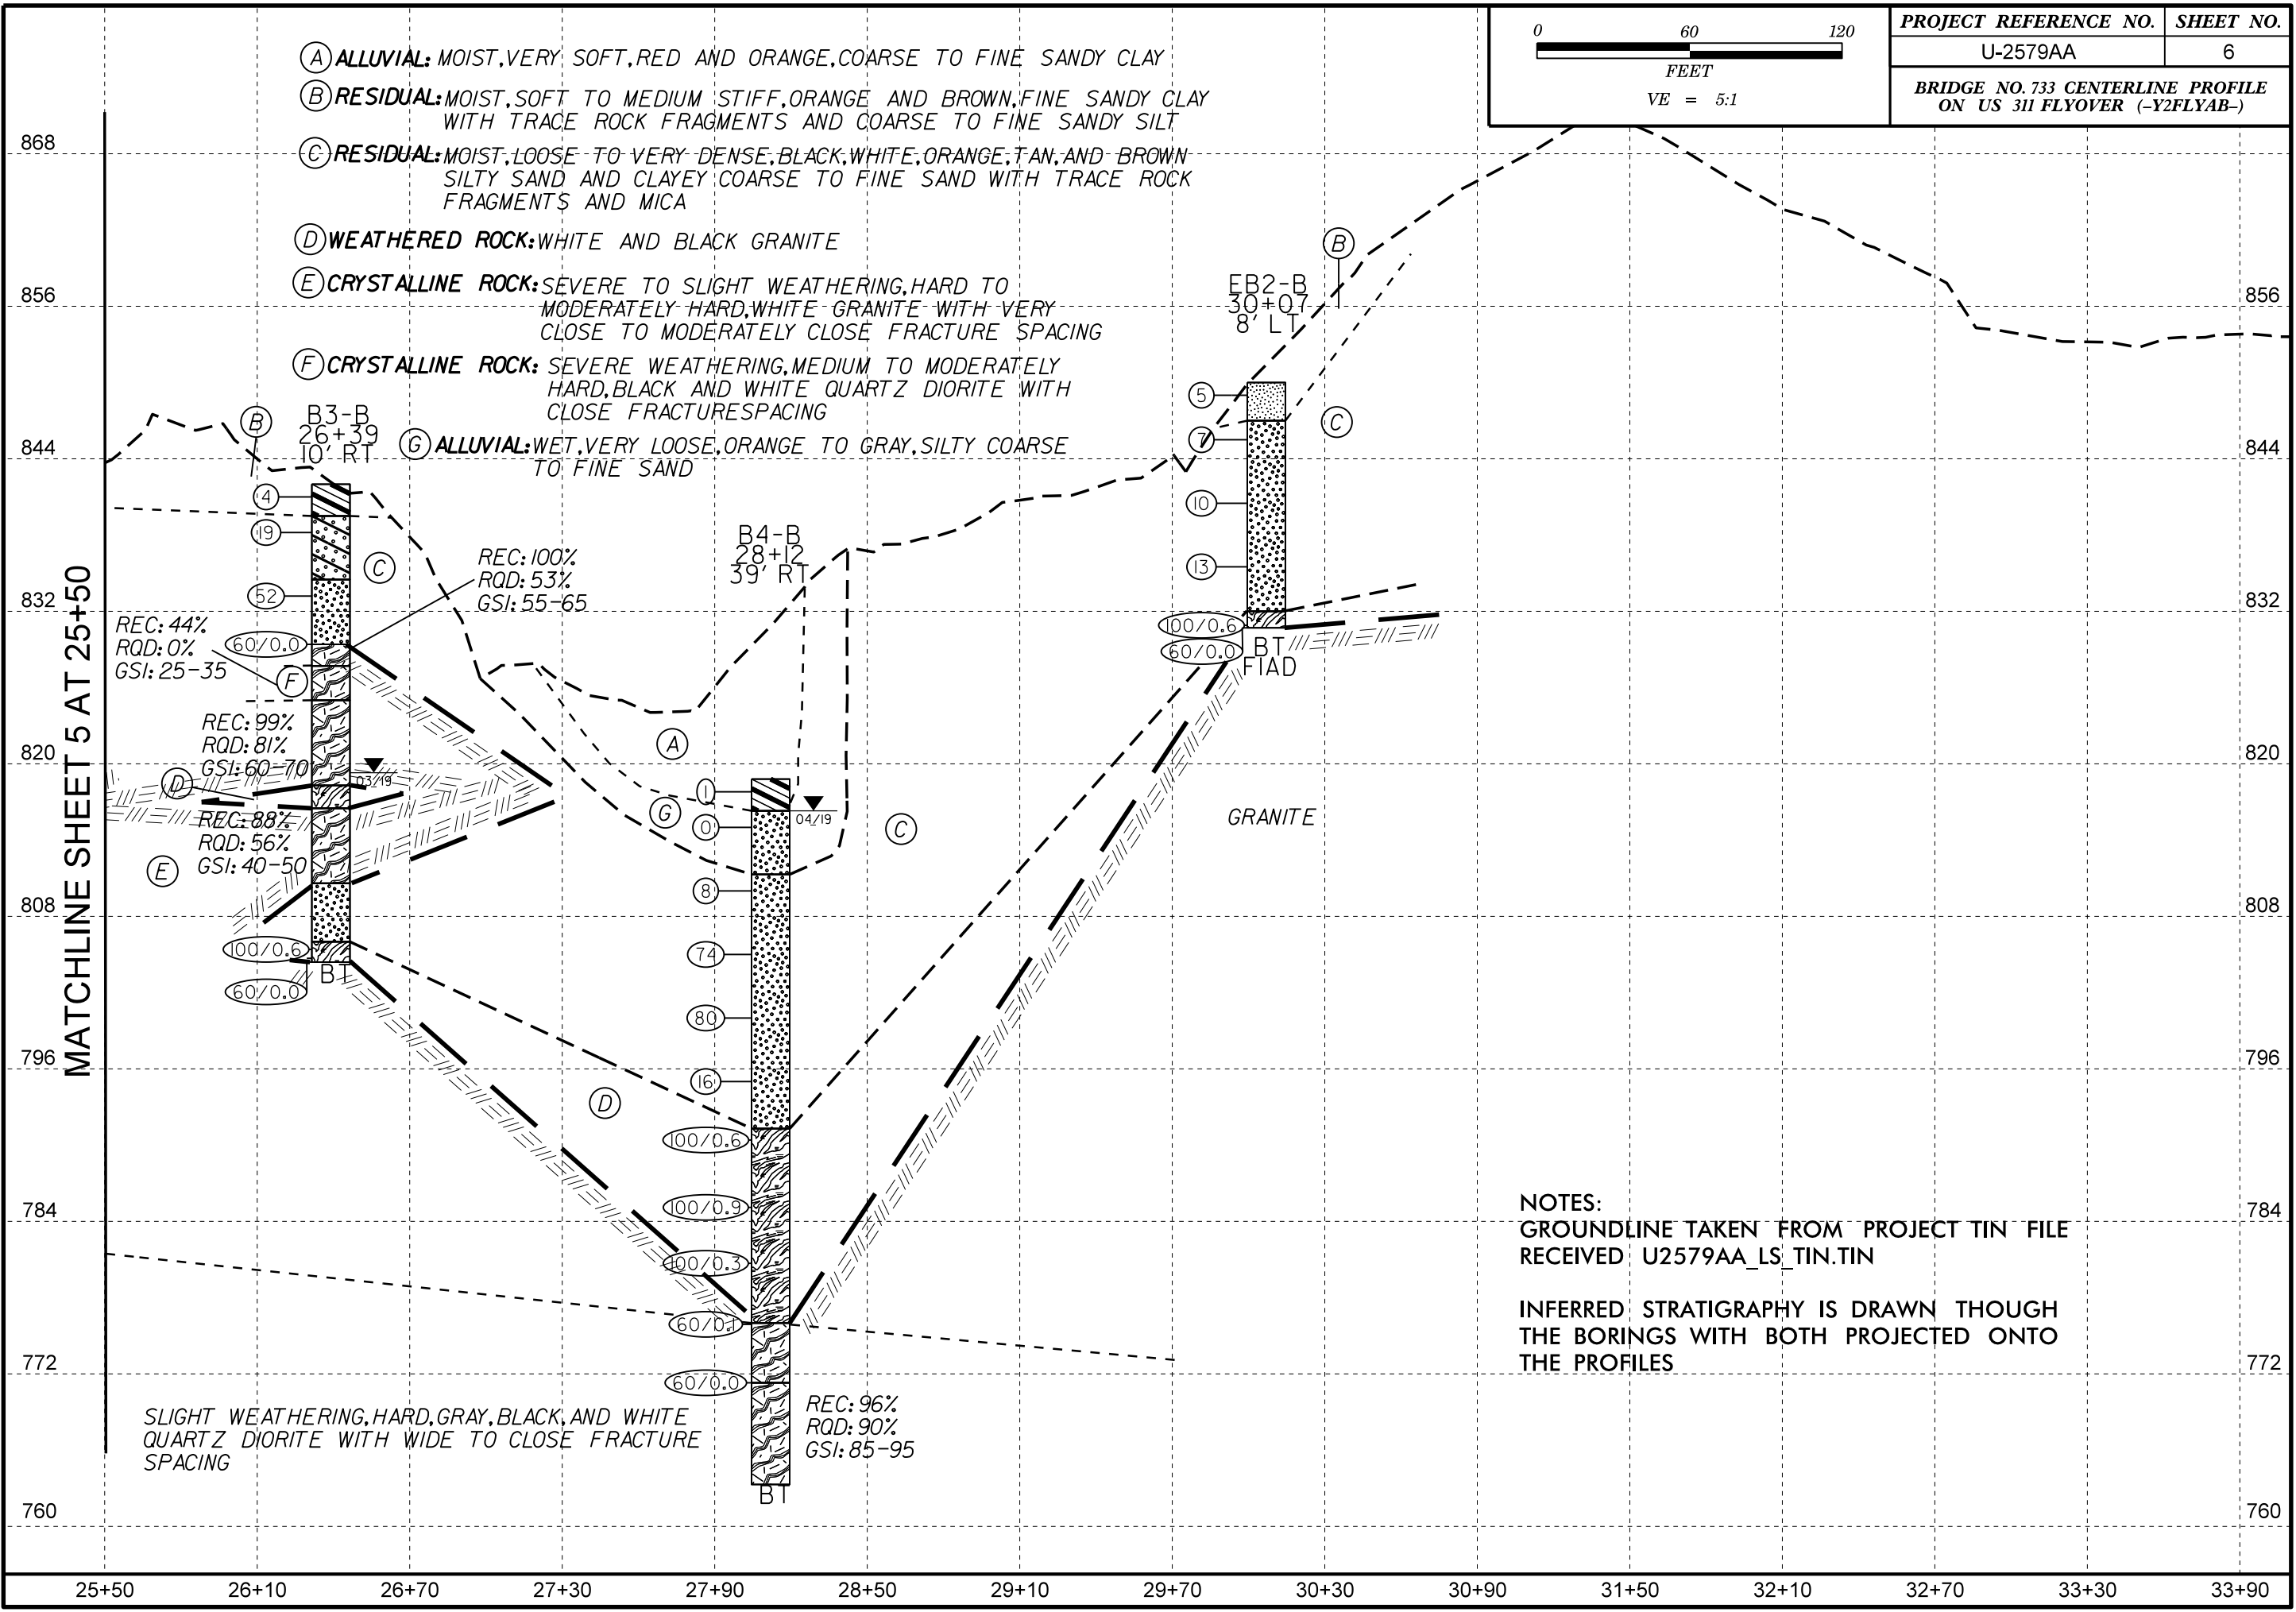 0 60 120
FEET
VE = 5:1
PROJECT REFERENCE NO. SHEET NO.
U-2579AA 6
BRIDGE NO. 733 CENTERLINE PROFILE
ON US 311 FLYOVER (-Y2FLYAB-)
A ALLUVIAL: MOIST, VERY SOFT, RED AND ORANGE, COARSE TO FINE SANDY CLAY
B RESIDUAL: MOIST, SOFT TO MEDIUM STIFF, ORANGE AND BROWN, FINE SANDY CLAY
WITH TRACE ROCK FRAGMENTS AND COARSE TO FINE SANDY SILT
C RESIDUAL: MOIST, LOOSE TO VERY DENSE, BLACK, WHITE, ORANGE, TAN, AND BROWN
SILTY SAND AND CLAYEY COARSE TO FINE SAND WITH TRACE ROCK
FRAGMENTS AND MICA
D WEATHERED ROCK: WHITE AND BLACK GRANITE
E CRYSTALLINE ROCK: SEVERE TO SLIGHT WEATHERING, HARD TO
MODERATELY HARD, WHITE GRANITE WITH VERY
CLOSE TO MODERATELY CLOSE FRACTURE SPACING
F CRYSTALLINE ROCK: SEVERE WEATHERING, MEDIUM TO MODERATELY
HARD, BLACK AND WHITE QUARTZ DIORITE WITH
CLOSE FRACTURESPACING
G ALLUVIAL: WET, VERY LOOSE, ORANGE TO GRAY, SILTY COARSE
TO FINE SAND
868
856
844
832
820
808
796
784
772
760
MATCHLINE SHEET 5 AT 25+50
B
B3-B
26+39
10' RT
4
19
52
60/0.0
C
REC: 100%
RQD: 53%
GSI: 55-65
REC: 44%
RQD: 0%
GSI: 25-35
F
REC: 99%
RQD: 81%
GSI: 60-70
D
03/19
REC: 88%
RQD: 56%
GSI: 40-50
E
100/0.6
60/0.0
BT
D
B4-B
28+12
39' RT
A
G
1
04/19
0
8
74
80
16
100/0.6
100/0.9
100/0.3
60/0.1
60/0.0
C
REC: 96%
RQD: 90%
GSI: 85-95
BT
EB2-B
30+07
8' LT
B
5
7
10
13
100/0.6
60/0.0
BT
FIAD
C
GRANITE
SLIGHT WEATHERING, HARD, GRAY, BLACK, AND WHITE
QUARTZ DIORITE WITH WIDE TO CLOSE FRACTURE
SPACING
NOTES:
GROUNDLINE TAKEN FROM PROJECT TIN FILE
RECEIVED U2579AA_LS_TIN.TIN
INFERRED STRATIGRAPHY IS DRAWN THOUGH
THE BORINGS WITH BOTH PROJECTED ONTO
THE PROFILES
856
844
832
820
808
796
784
772
760
25+50 26+10 26+70 27+30 27+90 28+50 29+10 29+70 30+30 30+90 31+50 32+10 32+70 33+30 33+90